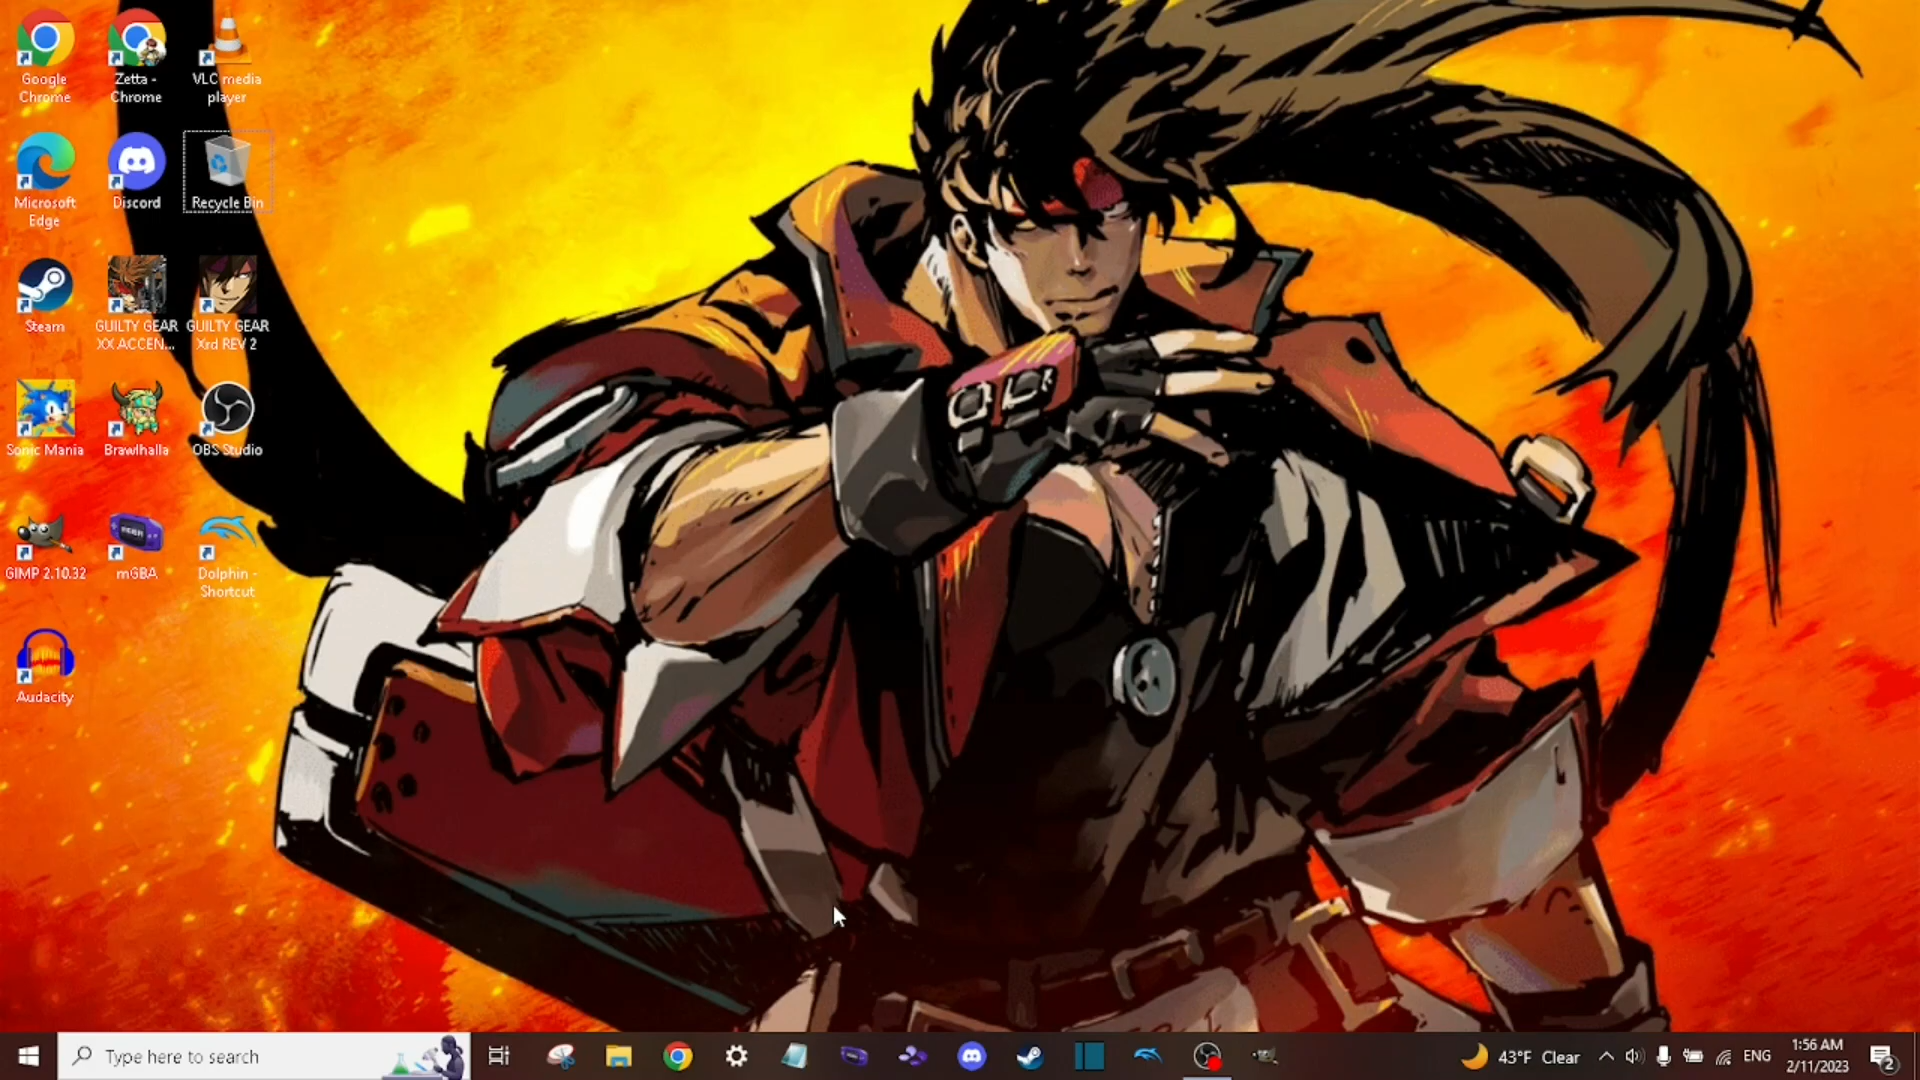 Google
Chrome
Zetta -
Chrome
VLC media
player
Microsoft
Edge
Discord
Recycle Bin
Steam
GUILTY GEAR
XX ACCEN...
GUILTY GEAR
Xrd REV 2
Sonic Mania
Brawlhalla
OBS Studio
GIMP 2.10.32
mGBA
Dolphin -
Shortcut
Audacity
Type here to search
43°F Clear
ENG
1:56 AM
2/11/2023
2